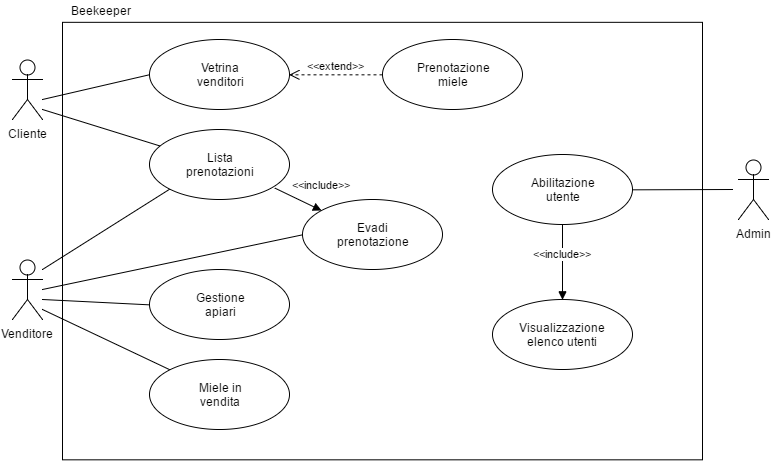 Beekeeper
Vetrina
venditori
<<extend>>
Prenotazione
miele
Cliente
Lista
prenotazioni
<<include>>
Abilitazione
utente
Admin
Evadi
prenotazione
<<include>>
Venditore
Gestione
apiari
Visualizzazione
elenco utenti
Miele in
vendita